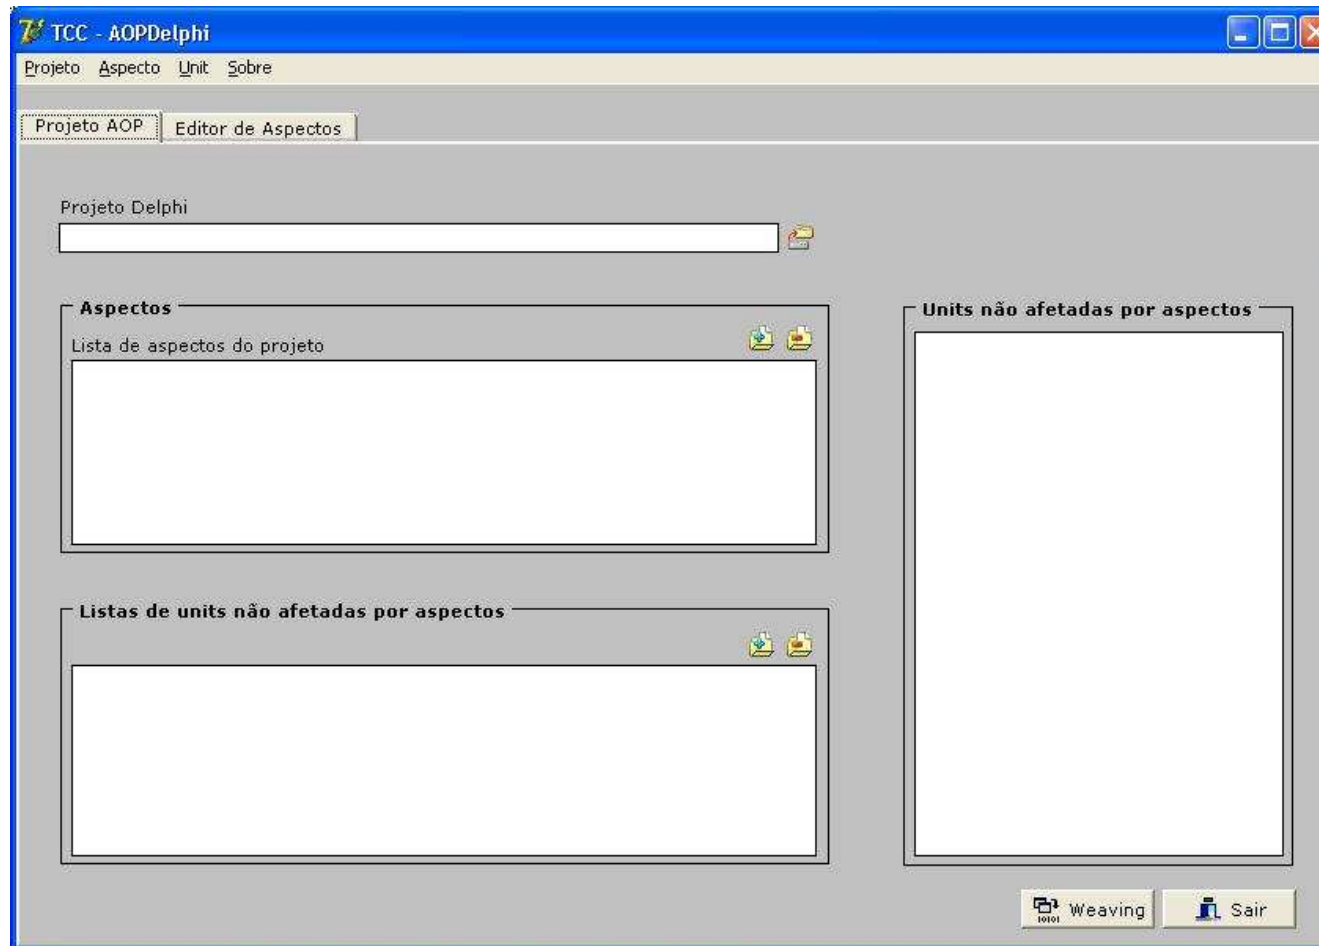 TCC - AOPDelphi
Projeto Aspecto Unit Sobre
Projeto AOP Editor de Aspectos
Projeto Delphi
Aspectos
Lista de aspectos do projeto
Units não afetadas por aspectos
Listas de units não afetadas por aspectos
Weaving Sair